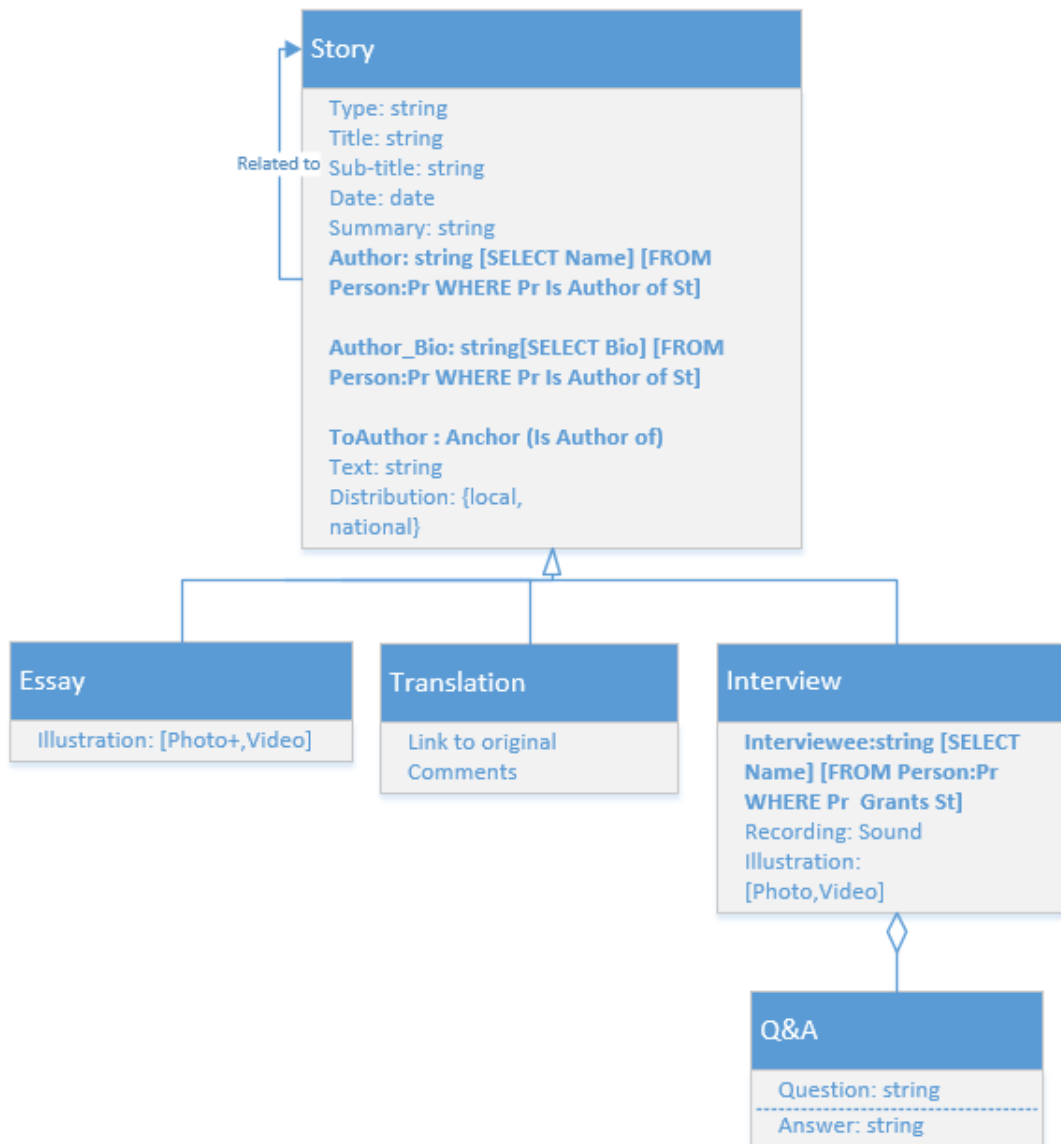 Story
Type: string
Title: string
Related to
Sub-title: string
Date: date
Summary: string
Author: string [SELECT Name] [FROM
Person:Pr WHERE Pr Is Author of St]
Author_Bio: string[SELECT Bio] [FROM
Person:Pr WHERE Pr Is Author of St]
ToAuthor : Anchor (Is Author of)
Text: string
Distribution: {local,
national}
Essay
Illustration: [Photo+,Video]
Translation
Link to original
Comments
Interview
Interviewee:string [SELECT
Name] [FROM Person:Pr
WHERE Pr  Grants St]
Recording: Sound
Illustration:
[Photo,Video]
Q&A
Question: string
Answer: string